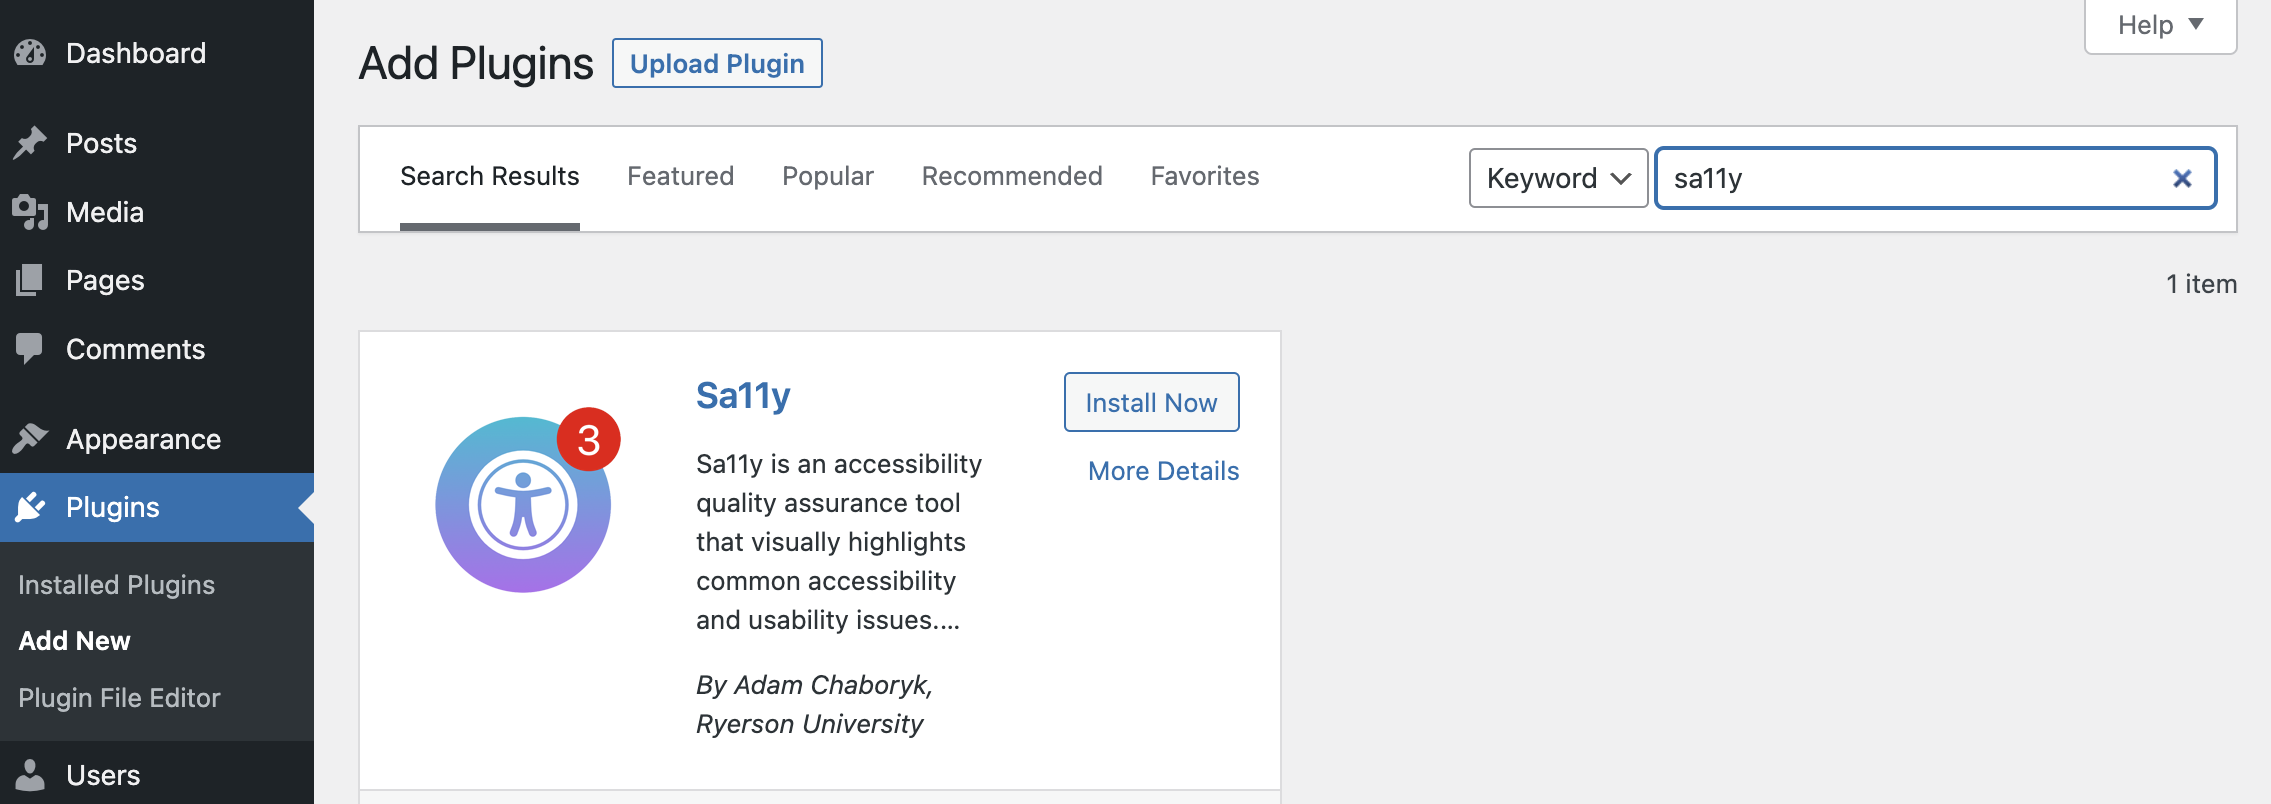 Dashboard
Posts
Media
Pages
Comments
Appearance
Plugins
Installed Plugins
Add New
Plugin File Editor
Users
Help
Add Plugins
Upload Plugin
Search Results
Featured
Popular
Recommended
Favorites
Keyword
sa11y
1 item
3
Sa11y
Install Now
More Details
Sa11y is an accessibility
quality assurance tool
that visually highlights
common accessibility
and usability issues....
By Adam Chaboryk,
Ryerson University